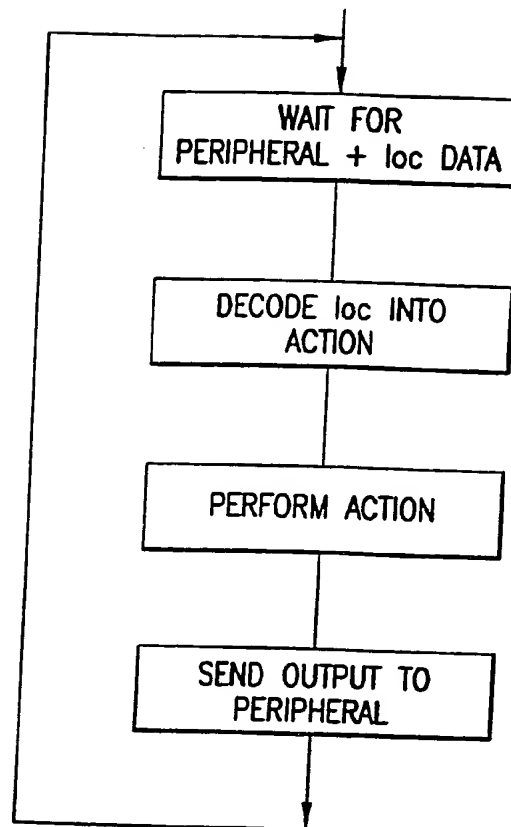 WAIT FOR
PERIPHERAL + loc DATA
DECODE loc INTO
ACTION
PERFORM ACTION
SEND OUTPUT TO
PERIPHERAL